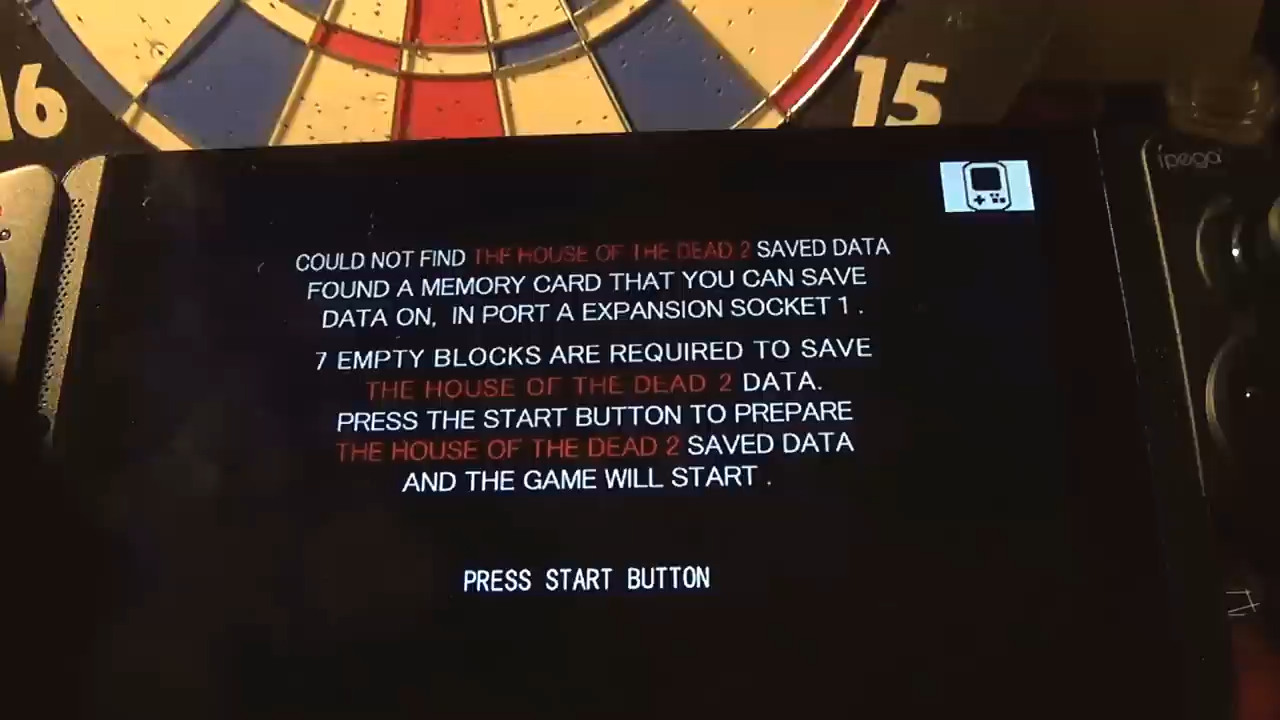 16
15
ipega
COULD NOT FIND THE HOUSE OF THE DEAD 2 SAVED DATA
FOUND A MEMORY CARD THAT YOU CAN SAVE
DATA ON, IN PORT A EXPANSION SOCKET 1 .
7 EMPTY BLOCKS ARE REQUIRED TO SAVE
THE HOUSE OF THE DEAD 2 DATA.
PRESS THE START BUTTON TO PREPARE
THE HOUSE OF THE DEAD 2 SAVED DATA
AND THE GAME WILL START .
PRESS START BUTTON